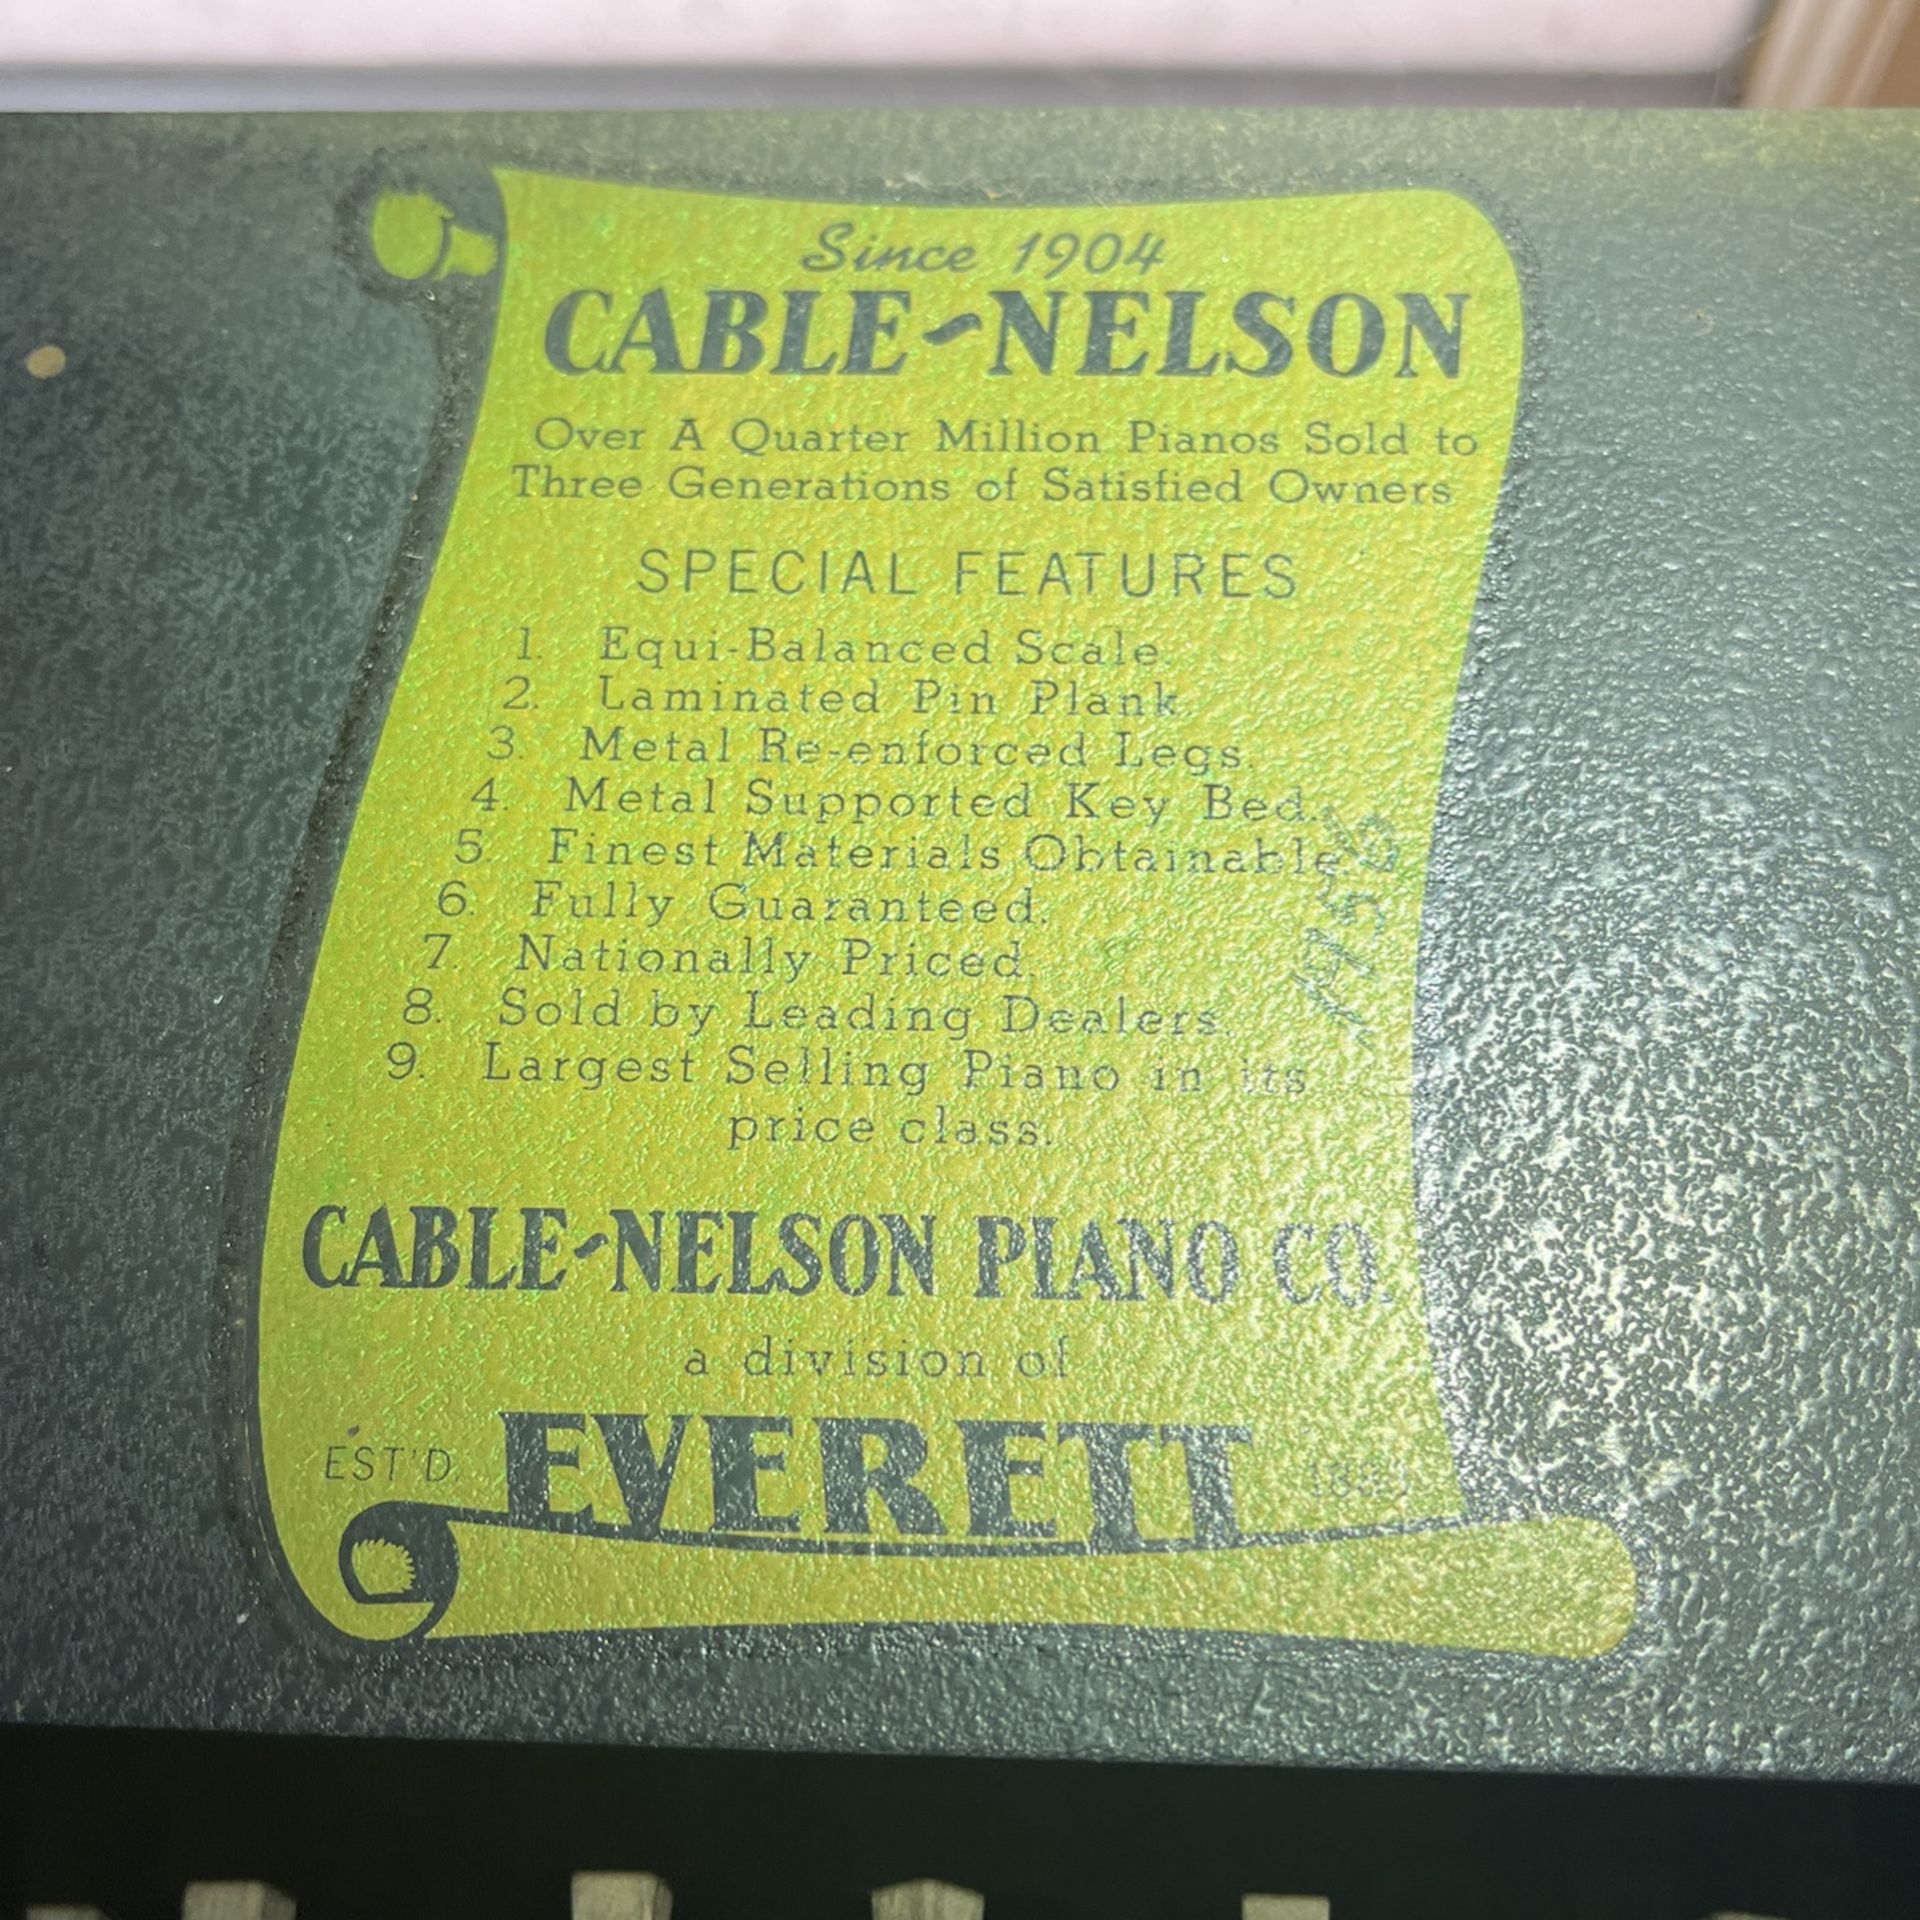 Since 1904
CABLE-NELSON
Over A Quarter Million Pianos Sold to
Three Generations of Satisfied Owners
SPECIAL FEATURES
1. Equi-Balanced Scale.
2. Laminated Pin Plank.
3. Metal Re-enforced Legs.
4. Metal Supported Key Bed.
5. Finest Materials Obtainable.
6. Fully Guaranteed.
7. Nationally Priced.
8. Sold by Leading Dealers.
9. Largest Selling Piano in its
price class.
CABLE-NELSON PIANO CO.
a division of
EST'D. EVERETT